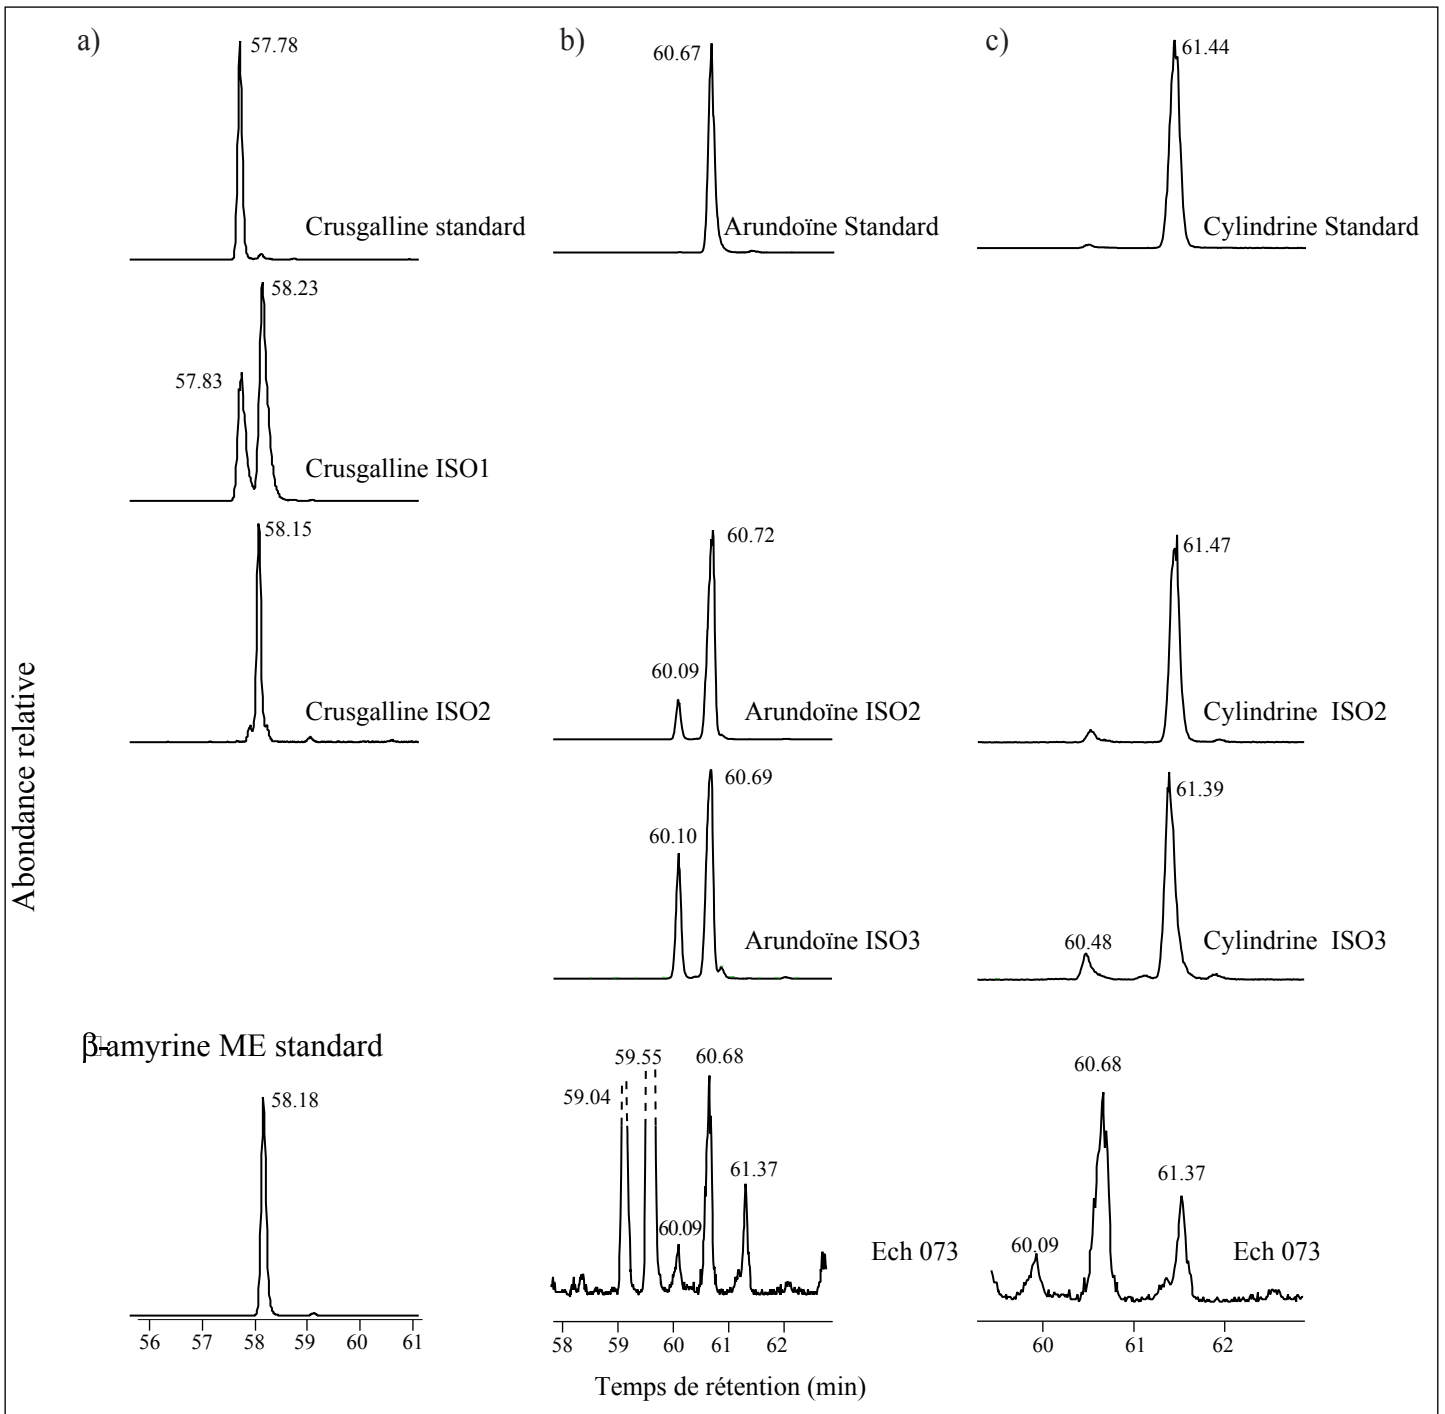 a)
57.78
Crusgalline standard
58.23
57.83
Crusgalline ISO1
58.15
Crusgalline ISO2
β-amyrine ME standard
58.18
56 57 58 59 60 61
b)
60.67
Arundoïne Standard
60.72
60.09
Arundoïne ISO2
60.69
60.10
Arundoïne ISO3
59.55
60.68
59.04
61.37
60.09
Ech 073
58 59 60 61 62
c)
61.44
Cylindrine Standard
61.47
Cylindrine ISO2
61.39
60.48
Cylindrine ISO3
60.68
61.37
60.09
Ech 073
60 61 62
Abondance relative
Temps de rétention (min)